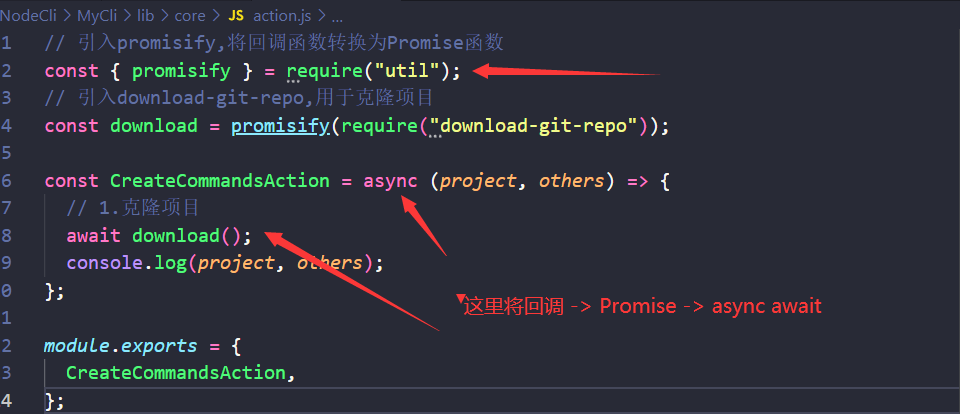 NodeCli > MyCli > lib > core > JS action.js > ...
1 // 引入promisify,将回调函数转换为Promise函数
2 const { promisify } = require("util");
3 // 引入download-git-repo,用于克隆项目
4 const download = promisify(require("download-git-repo"));
5
6 const CreateCommandsAction = async (project, others) => {
7 // 1.克隆项目
8 await download();
9 console.log(project, others);
0 };
1
这里将回调 -> Promise -> async await
2 module.exports = {
3 CreateCommandsAction,
4 };